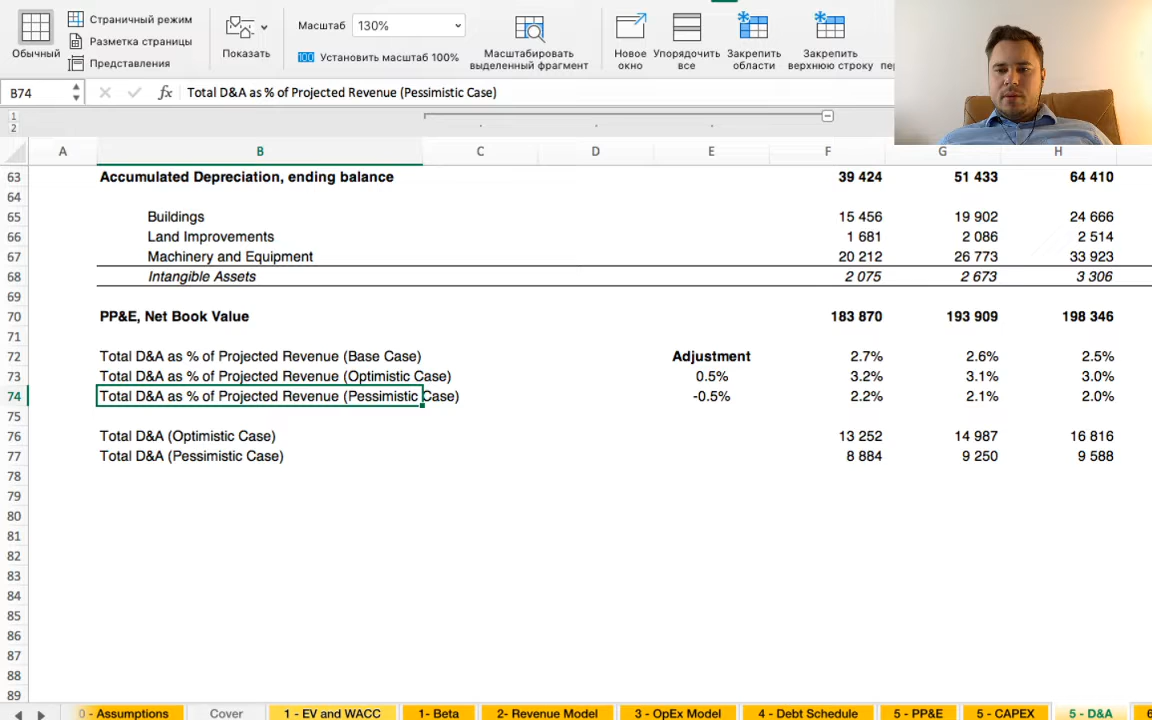 Обычный
Страничный режим
Разметка страницы
Представления
Показать
Масштаб 130%
100 Установить масштаб 100%
Масштабировать
выделенный фрагмент
Новое
окно
Упорядочить
все
Закрепить
области
Закрепить
верхнюю строку
B74 fx Total D&A as % of Projected Revenue (Pessimistic Case)
1
2
A B C D E F G H
63 Accumulated Depreciation, ending balance 39 424 51 433 64 410
64
65 Buildings 15 456 19 902 24 666
66 Land Improvements 1 681 2 086 2 514
67 Machinery and Equipment 20 212 26 773 33 923
68 Intangible Assets 2 075 2 673 3 306
69
70 PP&E, Net Book Value 183 870 193 909 198 346
71
72 Total D&A as % of Projected Revenue (Base Case) Adjustment 2.7% 2.6% 2.5%
73 Total D&A as % of Projected Revenue (Optimistic Case) 0.5% 3.2% 3.1% 3.0%
74 Total D&A as % of Projected Revenue (Pessimistic Case) -0.5% 2.2% 2.1% 2.0%
75
76 Total D&A (Optimistic Case) 13 252 14 987 16 816
77 Total D&A (Pessimistic Case) 8 884 9 250 9 588
78
79
80
81
82
83
84
85
86
87
88
89
0 - Assumptions Cover 1 - EV and WACC 1- Beta 2- Revenue Model 3 - OpEx Model 4 - Debt Schedule 5 - PP&E 5 - CAPEX 5 - D&A 6